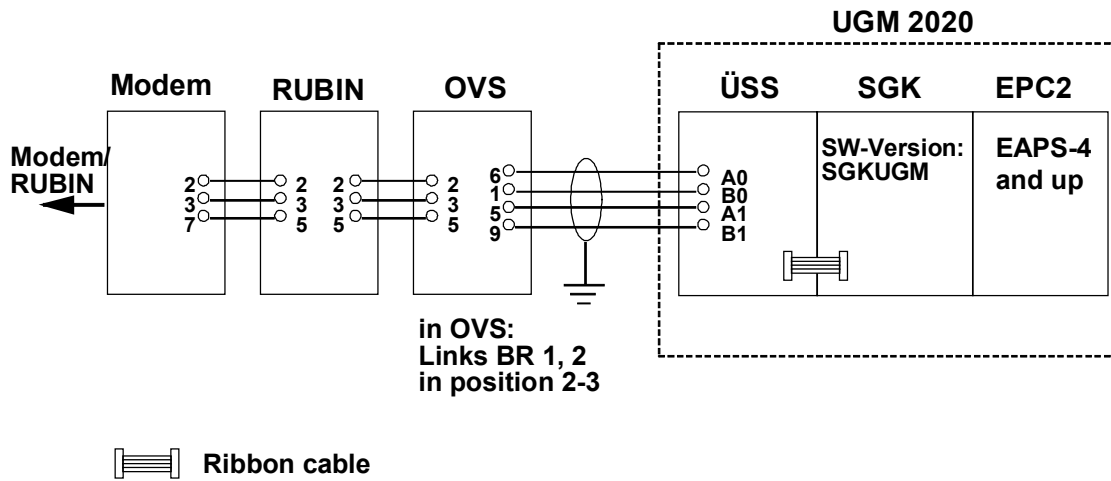 UGM 2020
Modem RUBIN OVS ÜSS SGK EPC2
Modem/
RUBIN
SW-Version:
SGKUGM
EAPS-4
and up
2 2 2 2 6 A0
3 3 3 3 1 B0
7 5 5 5 5 A1
9 B1
in OVS:
Links BR 1, 2
in position 2-3
Ribbon cable